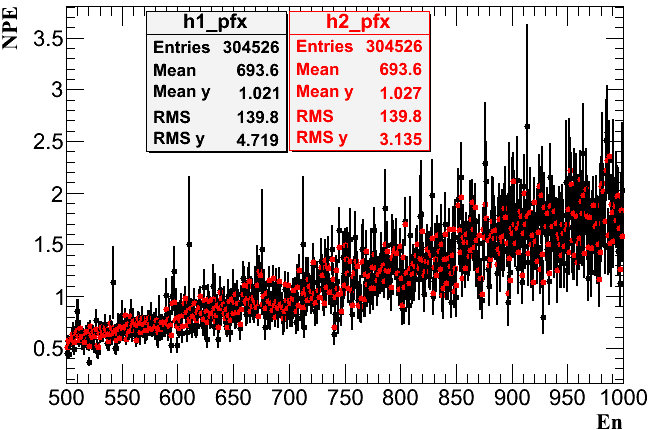 NPE
h1_pfx
Entries 304526
Mean 693.6
Mean y 1.021
RMS 139.8
RMS y 4.719
h2_pfx
Entries 304526
Mean 693.6
Mean y 1.027
RMS 139.8
RMS y 3.135
3.5
3
2.5
2
1.5
1
0.5
500 550 600 650 700 750 800 850 900 950 1000
En